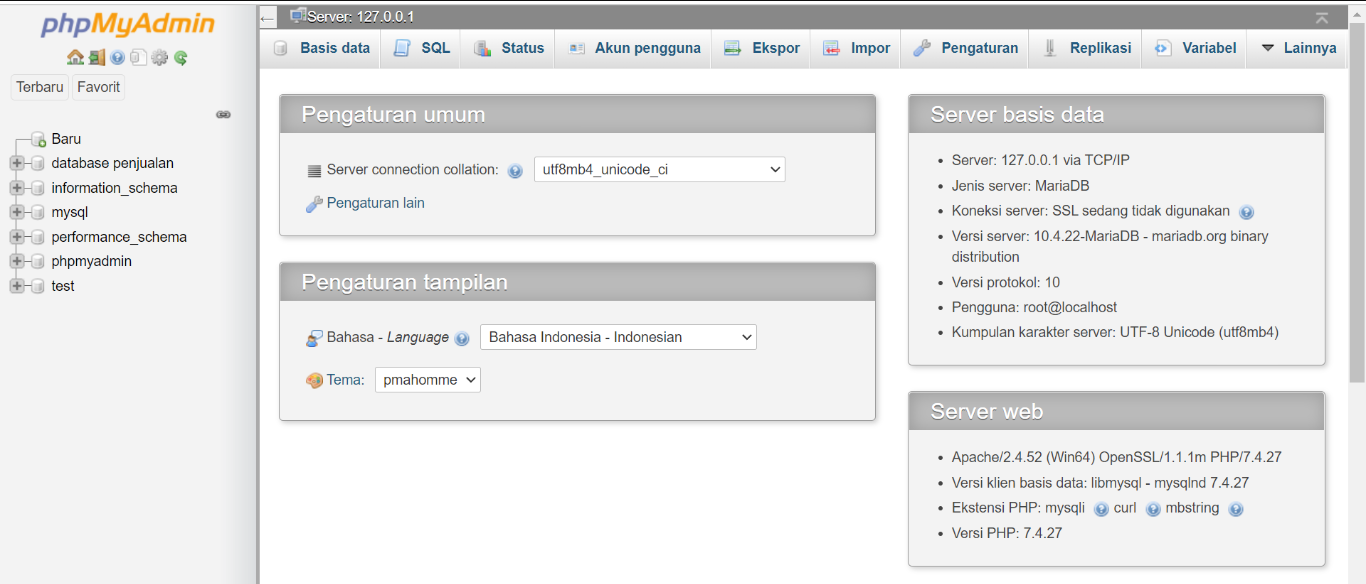 phpMyAdmin
Terbaru Favorit
Baru
database penjualan
information_schema
mysql
performance_schema
phpmyadmin
test
Server: 127.0.0.1
Basis data SQL Status Akun pengguna Ekspor Impor Pengaturan Replikasi Variabel Lainnya
Pengaturan umum
Server connection collation: utf8mb4_unicode_ci
Pengaturan lain
Pengaturan tampilan
Bahasa - Language Bahasa Indonesia - Indonesian
Tema: pmahomme
Server basis data
Server: 127.0.0.1 via TCP/IP
Jenis server: MariaDB
Koneksi server: SSL sedang tidak digunakan
Versi server: 10.4.22-MariaDB - mariadb.org binary
distribution
Versi protokol: 10
Pengguna: root@localhost
Kumpulan karakter server: UTF-8 Unicode (utf8mb4)
Server web
Apache/2.4.52 (Win64) OpenSSL/1.1.1m PHP/7.4.27
Versi klien basis data: libmysql - mysqlnd 7.4.27
Ekstensi PHP: mysqli curl mbstring
Versi PHP: 7.4.27